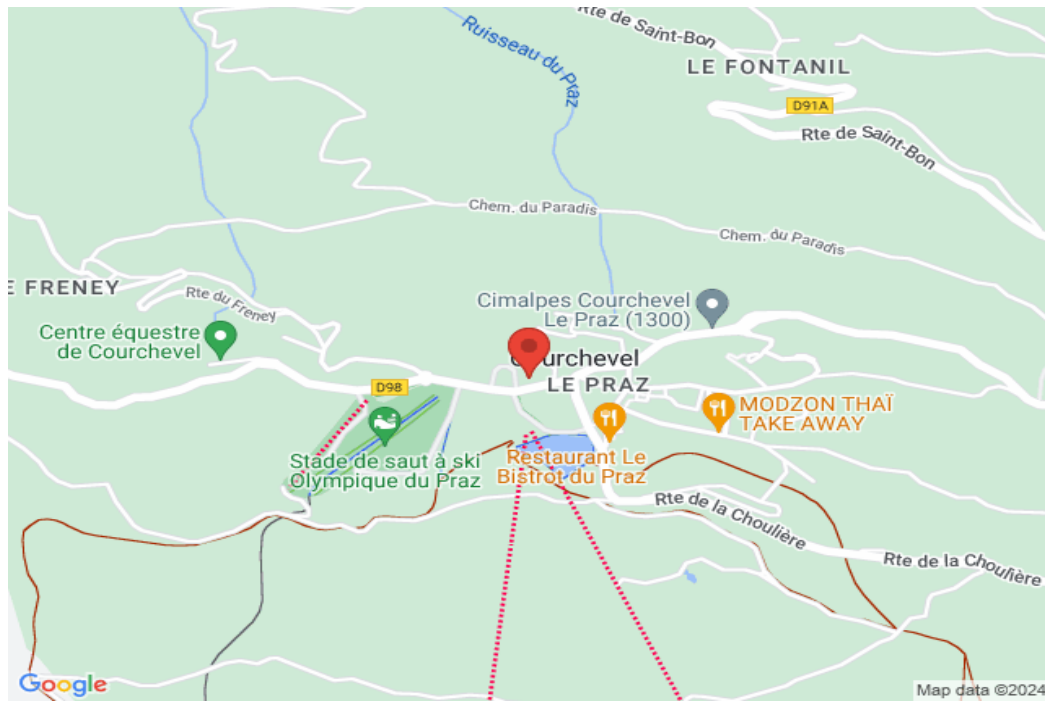 Rte de Saint-Bon
Ruisseau du Praz
LE FONTANIL
D91A
Rte de Saint-Bon
Chem. du Paradis
Chem. du Paradis
E FRENEY
Rte du Freney
Cimalpes Courchevel
Le Praz (1300)
Centre équestre
de Courchevel
Courchevel
LE PRAZ
D98
MODZON THAÏ
TAKE AWAY
Stade de saut à ski
Olympique du Praz
Restaurant Le
Bistrot du Praz
Rte de la Choulière
Rte de la Choulière
Google
Map data ©2024